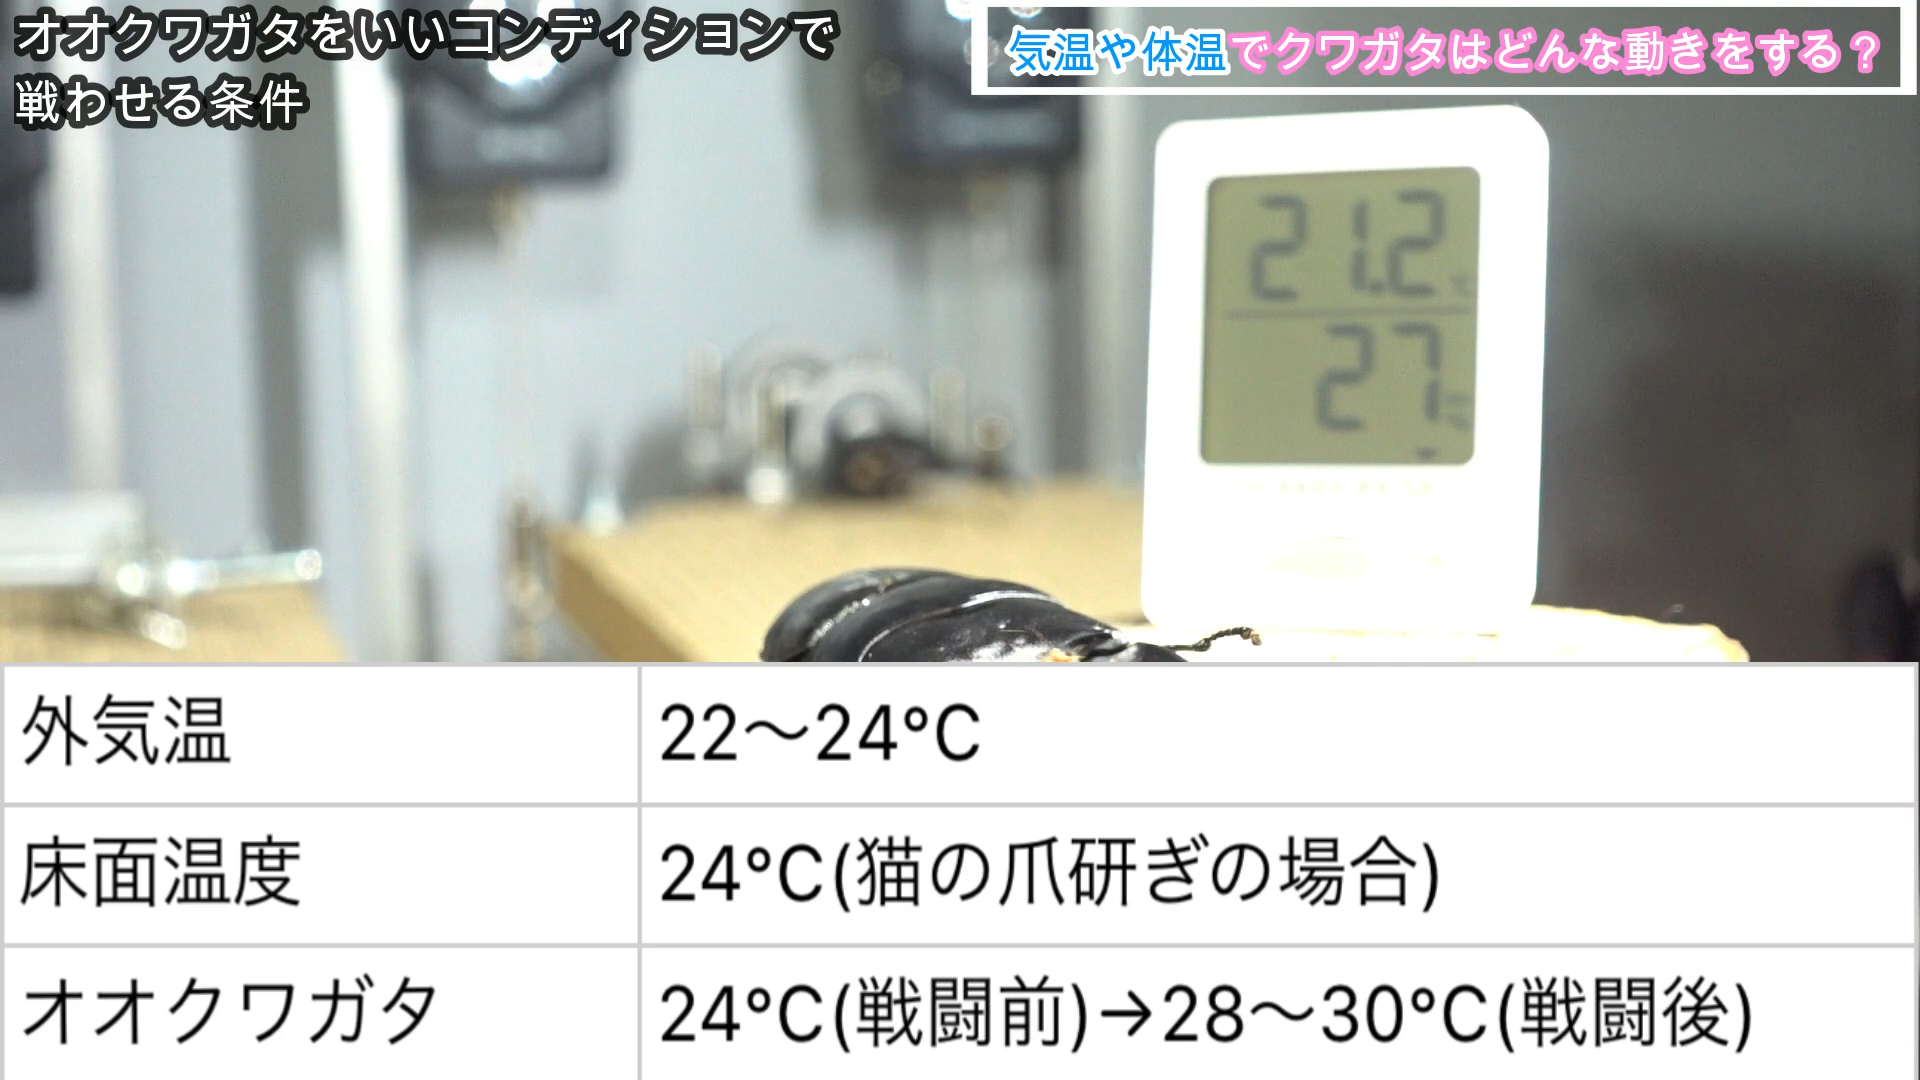 オオクワガタをいいコンディションで
戦わせる条件
気温や体温でクワガタはどんな動きをする？
21.2℃
27
外気温 22～24°C
床面温度 24°C(猫の爪研ぎの場合)
オオクワガタ 24°C(戦闘前)→28～30°C(戦闘後)